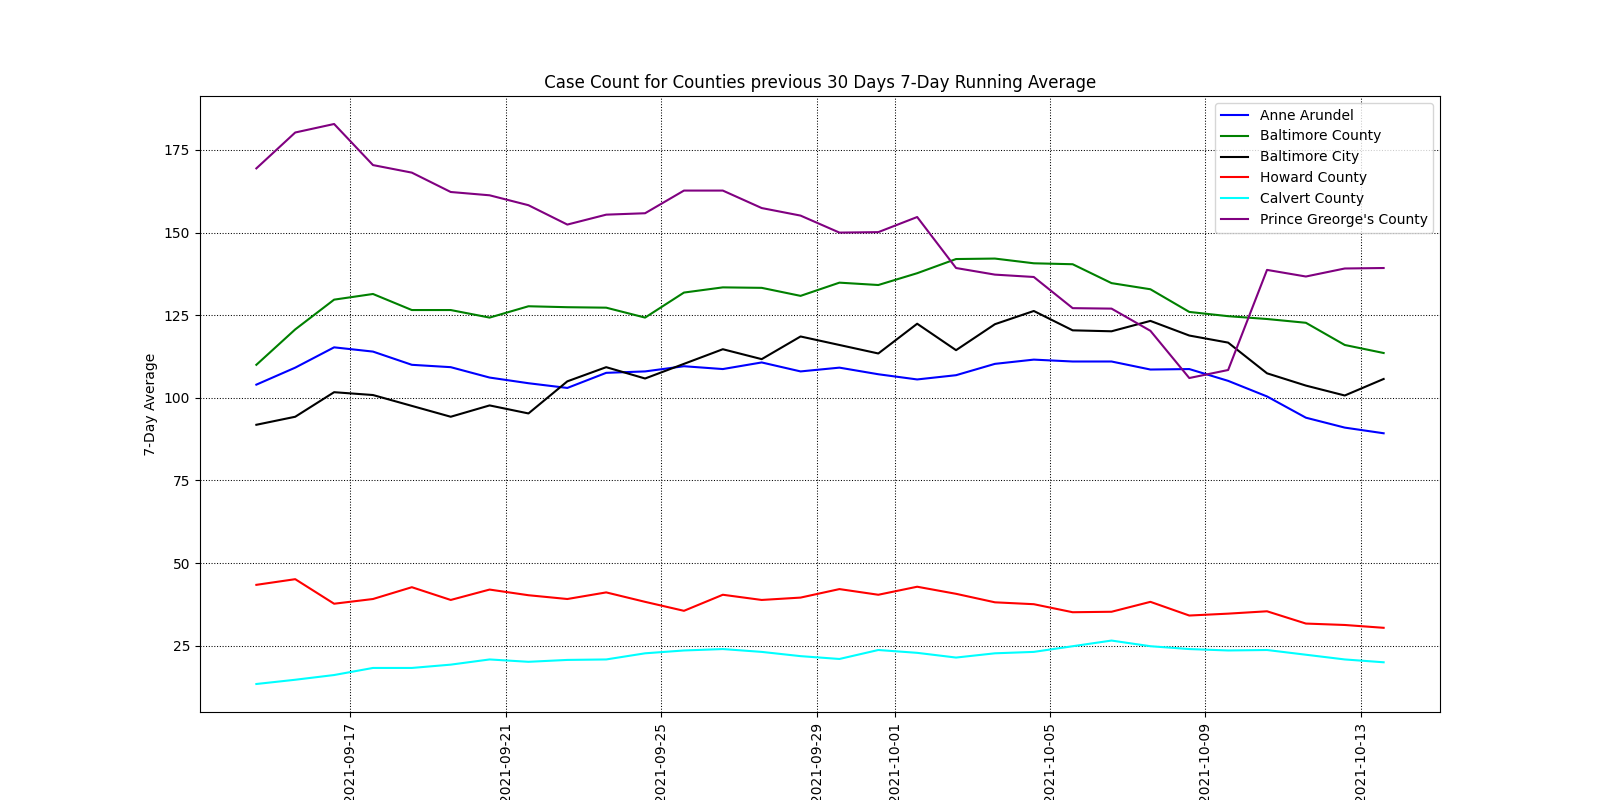 Case Count for Counties previous 30 Days 7-Day Running Average
Anne Arundel
Baltimore County
Baltimore City
Howard County
Calvert County
Prince Greorge's County
7-Day Average
175
150
125
100
75
50
25
2021-09-17
2021-09-21
2021-09-25
2021-09-29
2021-10-01
2021-10-05
2021-10-09
2021-10-13